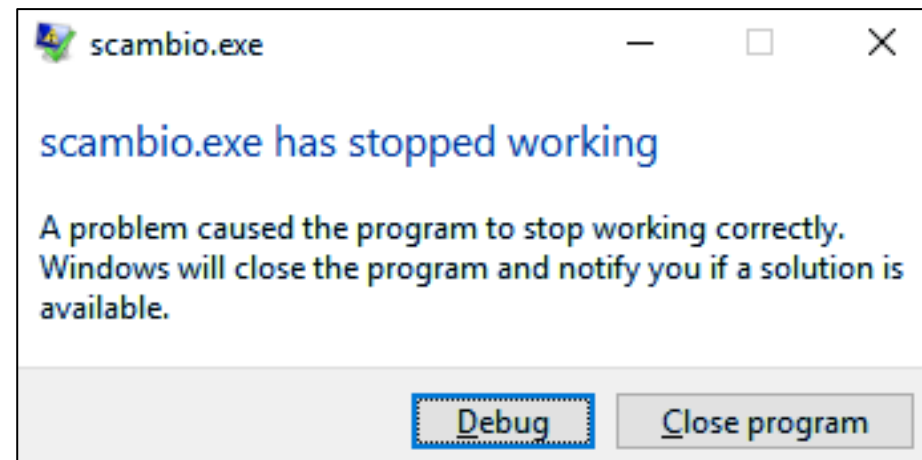 scambio.exe
scambio.exe has stopped working
A problem caused the program to stop working correctly.
Windows will close the program and notify you if a solution is
available.
Debug
Close program